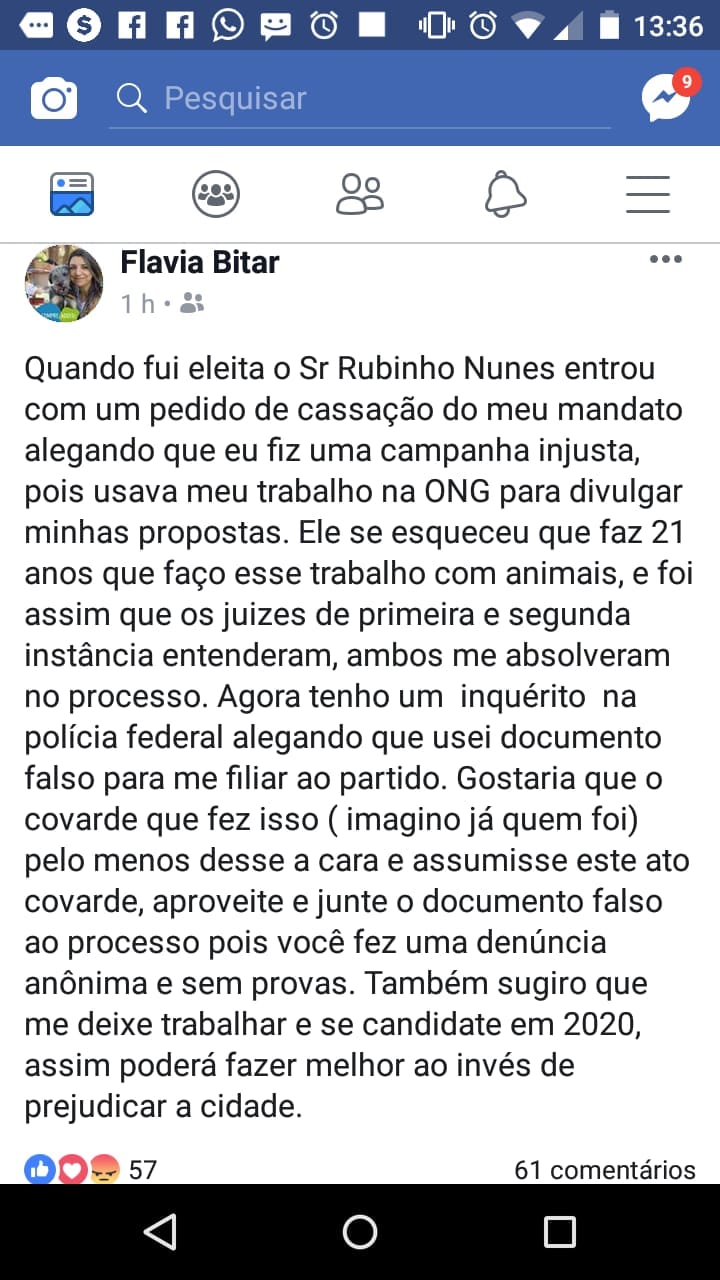 13:36
Pesquisar
9
Flavia Bitar
1 h •
Quando fui eleita o Sr Rubinho Nunes entrou
com um pedido de cassação do meu mandato
alegando que eu fiz uma campanha injusta,
pois usava meu trabalho na ONG para divulgar
minhas propostas. Ele se esqueceu que faz 21
anos que faço esse trabalho com animais, e foi
assim que os juizes de primeira e segunda
instância entenderam, ambos me absolveram
no processo. Agora tenho um  inquérito  na
polícia federal alegando que usei documento
falso para me filiar ao partido. Gostaria que o
covarde que fez isso ( imagino já quem foi)
pelo menos desse a cara e assumisse este ato
covarde, aproveite e junte o documento falso
ao processo pois você fez uma denúncia
anônima e sem provas. Também sugiro que
me deixe trabalhar e se candidate em 2020,
assim poderá fazer melhor ao invés de
prejudicar a cidade.
57
61 comentários